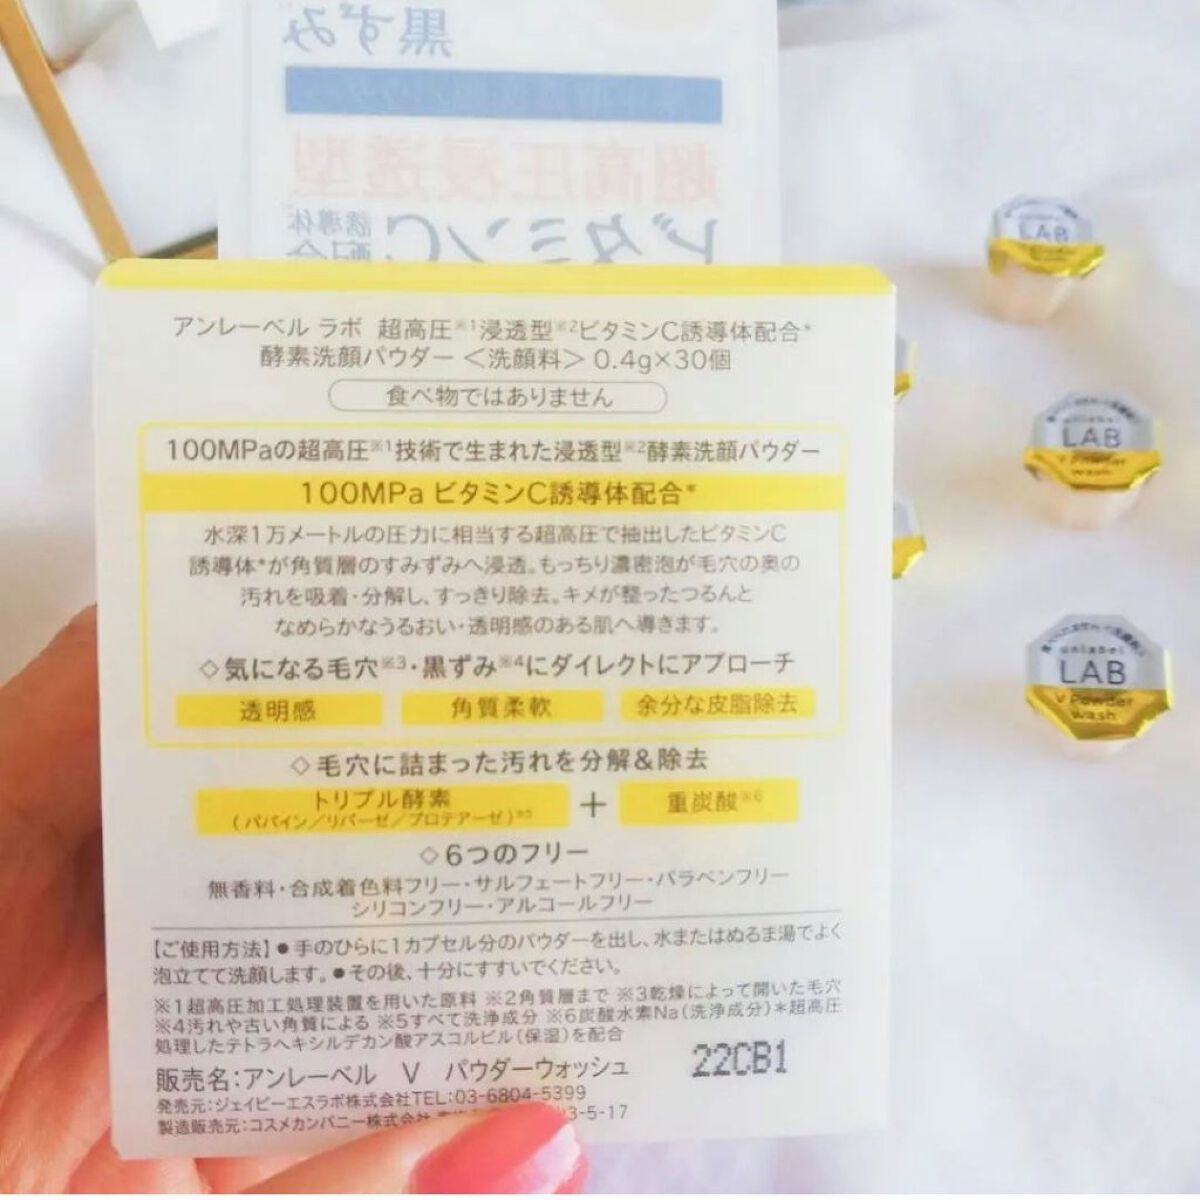 黒ずみ
超高圧浸透型
ビタミンC 誘導体
配合
アンレーベル ラボ 超高圧※1浸透型※2ビタミンC誘導体配合*
酵素洗顔パウダー <洗顔料> 0.4g×30個
食べ物ではありません
100MPaの超高圧※1技術で生まれた浸透型※2酵素洗顔パウダー
100MPa ビタミンC誘導体配合*
水深1万メートルの圧力に相当する超高圧で抽出したビタミンC
誘導体*が角質層のすみずみへ浸透。もっちり濃密泡が毛穴の奥の
汚れを吸着・分解し、すっきり除去。キメが整ったつるんと
なめらかなうるおい・透明感のある肌へ導きます。
◇気になる毛穴※3・黒ずみ※4にダイレクトにアプローチ
透明感 角質柔軟 余分な皮脂除去
◇毛穴に詰まった汚れを分解&除去
トリプル酵素 + 重炭酸※6
(パパイン/リパーゼ/プロテアーゼ)※5
◇6つのフリー
無香料・合成着色料フリー・サルフェートフリー・パラベンフリー
シリコンフリー・アルコールフリー
【ご使用方法】●手のひらに1カプセル分のパウダーを出し、水またはぬるま湯でよく
泡立てて洗顔します。●その後、十分にすすいでください。
※1超高圧加工処理装置を用いた原料 ※2角質層まで ※3乾燥によって開いた毛穴
※4汚れや古い角質による ※5すべて洗浄成分 ※6炭酸水素Na(洗浄成分)*超高圧
処理したテトラヘキシルデカン酸アスコルビル(保湿)を配合
販売名:アンレーベル V パウダーウォッシュ
22CB1
発売元:ジェイピーエスラボ株式会社TEL:03-6804-5399
製造販売元:コスメカンパニー株式会社 3-5-17
LAB
unlabel
LAB
V Powder
wash
unlabel
LAB
V Powder
wash